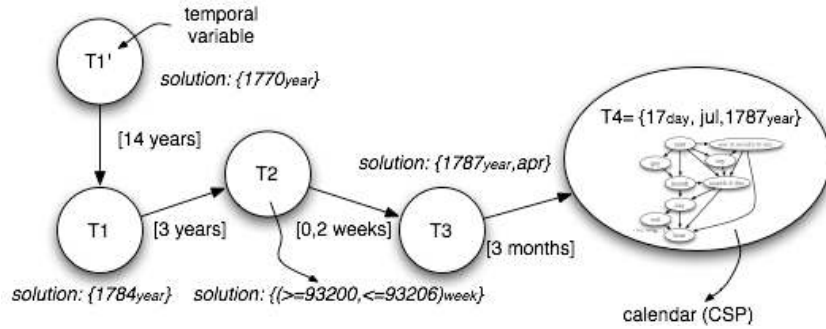 temporal
variable
T1'
solution: {1770year}
T4= {17day, jul,1787year}
[14 years]
solution: {1787year,apr}
T2
T1
[3 years]
[0,2 weeks]
T3
[3 months]
solution: {1784year}
solution: {(>=93200,<=93206)week}
calendar (CSP)